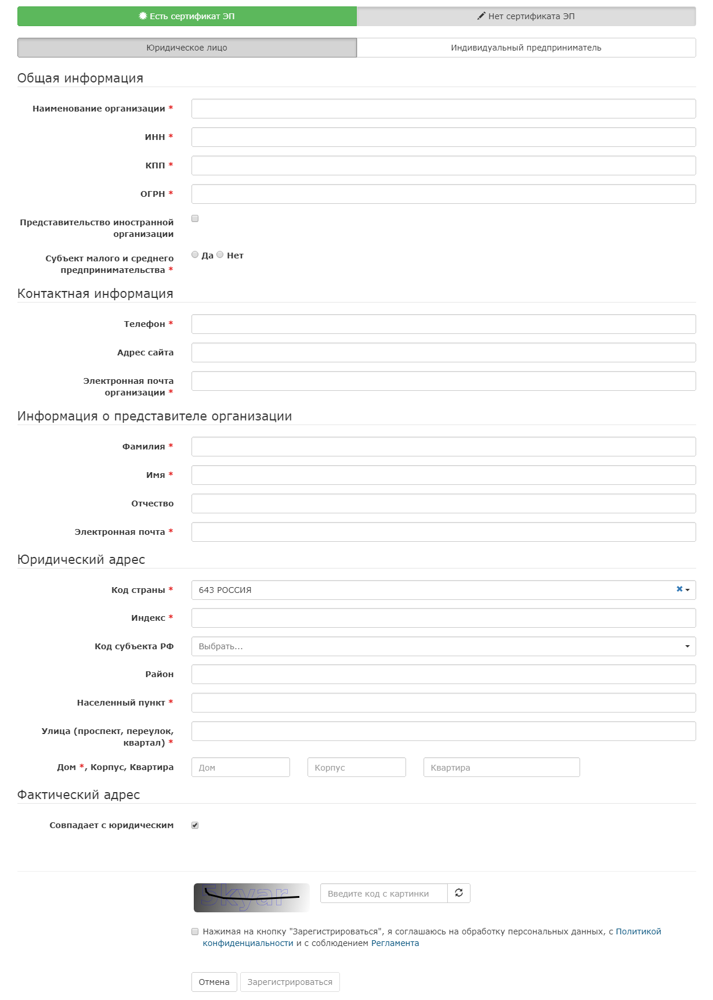 Есть сертификат ЭП
Нет сертификата ЭП
Юридическое лицо
Индивидуальный предприниматель
Общая информация
Наименование организации *
ИНН *
КПП *
ОГРН *
Представительство иностранной
организации
Субъект малого и среднего
предпринимательства *
Да Нет
Контактная информация
Телефон *
Адрес сайта
Электронная почта
организации *
Информация о представителе организации
Фамилия *
Имя *
Отчество
Электронная почта *
Юридический адрес
Код страны *
643 РОССИЯ
Индекс *
Код субъекта РФ
Выбрать...
Район
Населенный пункт *
Улица (проспект, переулок,
квартал) *
Дом *, Корпус, Квартира
Дом
Корпус
Квартира
Фактический адрес
Совпадает с юридическим
5kyar
Введите код с картинки
Нажимая на кнопку "Зарегистрироваться", я соглашаюсь на обработку персональных данных, с Политикой
конфиденциальности и с соблюдением Регламента
Отмена
Зарегистрироваться